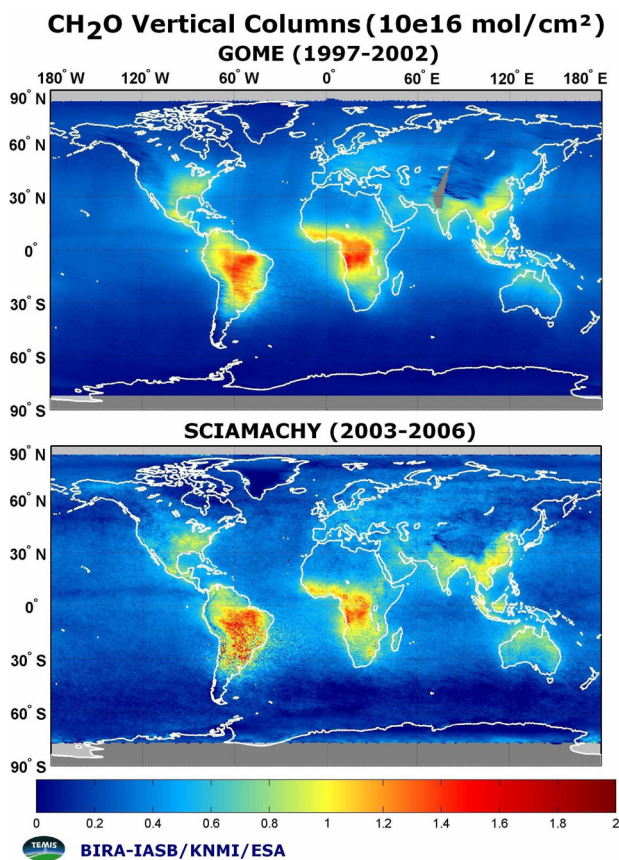 CH₂O Vertical Columns (10e16 mol/cm²)
GOME (1997-2002)
180° W 120° W 60° W 0° 60° E 120° E 180° E
90° N
60° N
30° N
0°
30° S
60° S
90° S
SCIAMACHY (2003-2006)
90° N
60° N
30° N
0°
30° S
60° S
90° S
0 0.2 0.4 0.6 0.8 1 1.2 1.4 1.6 1.8 2
TEMIS BIRA-IASB/KNMI/ESA